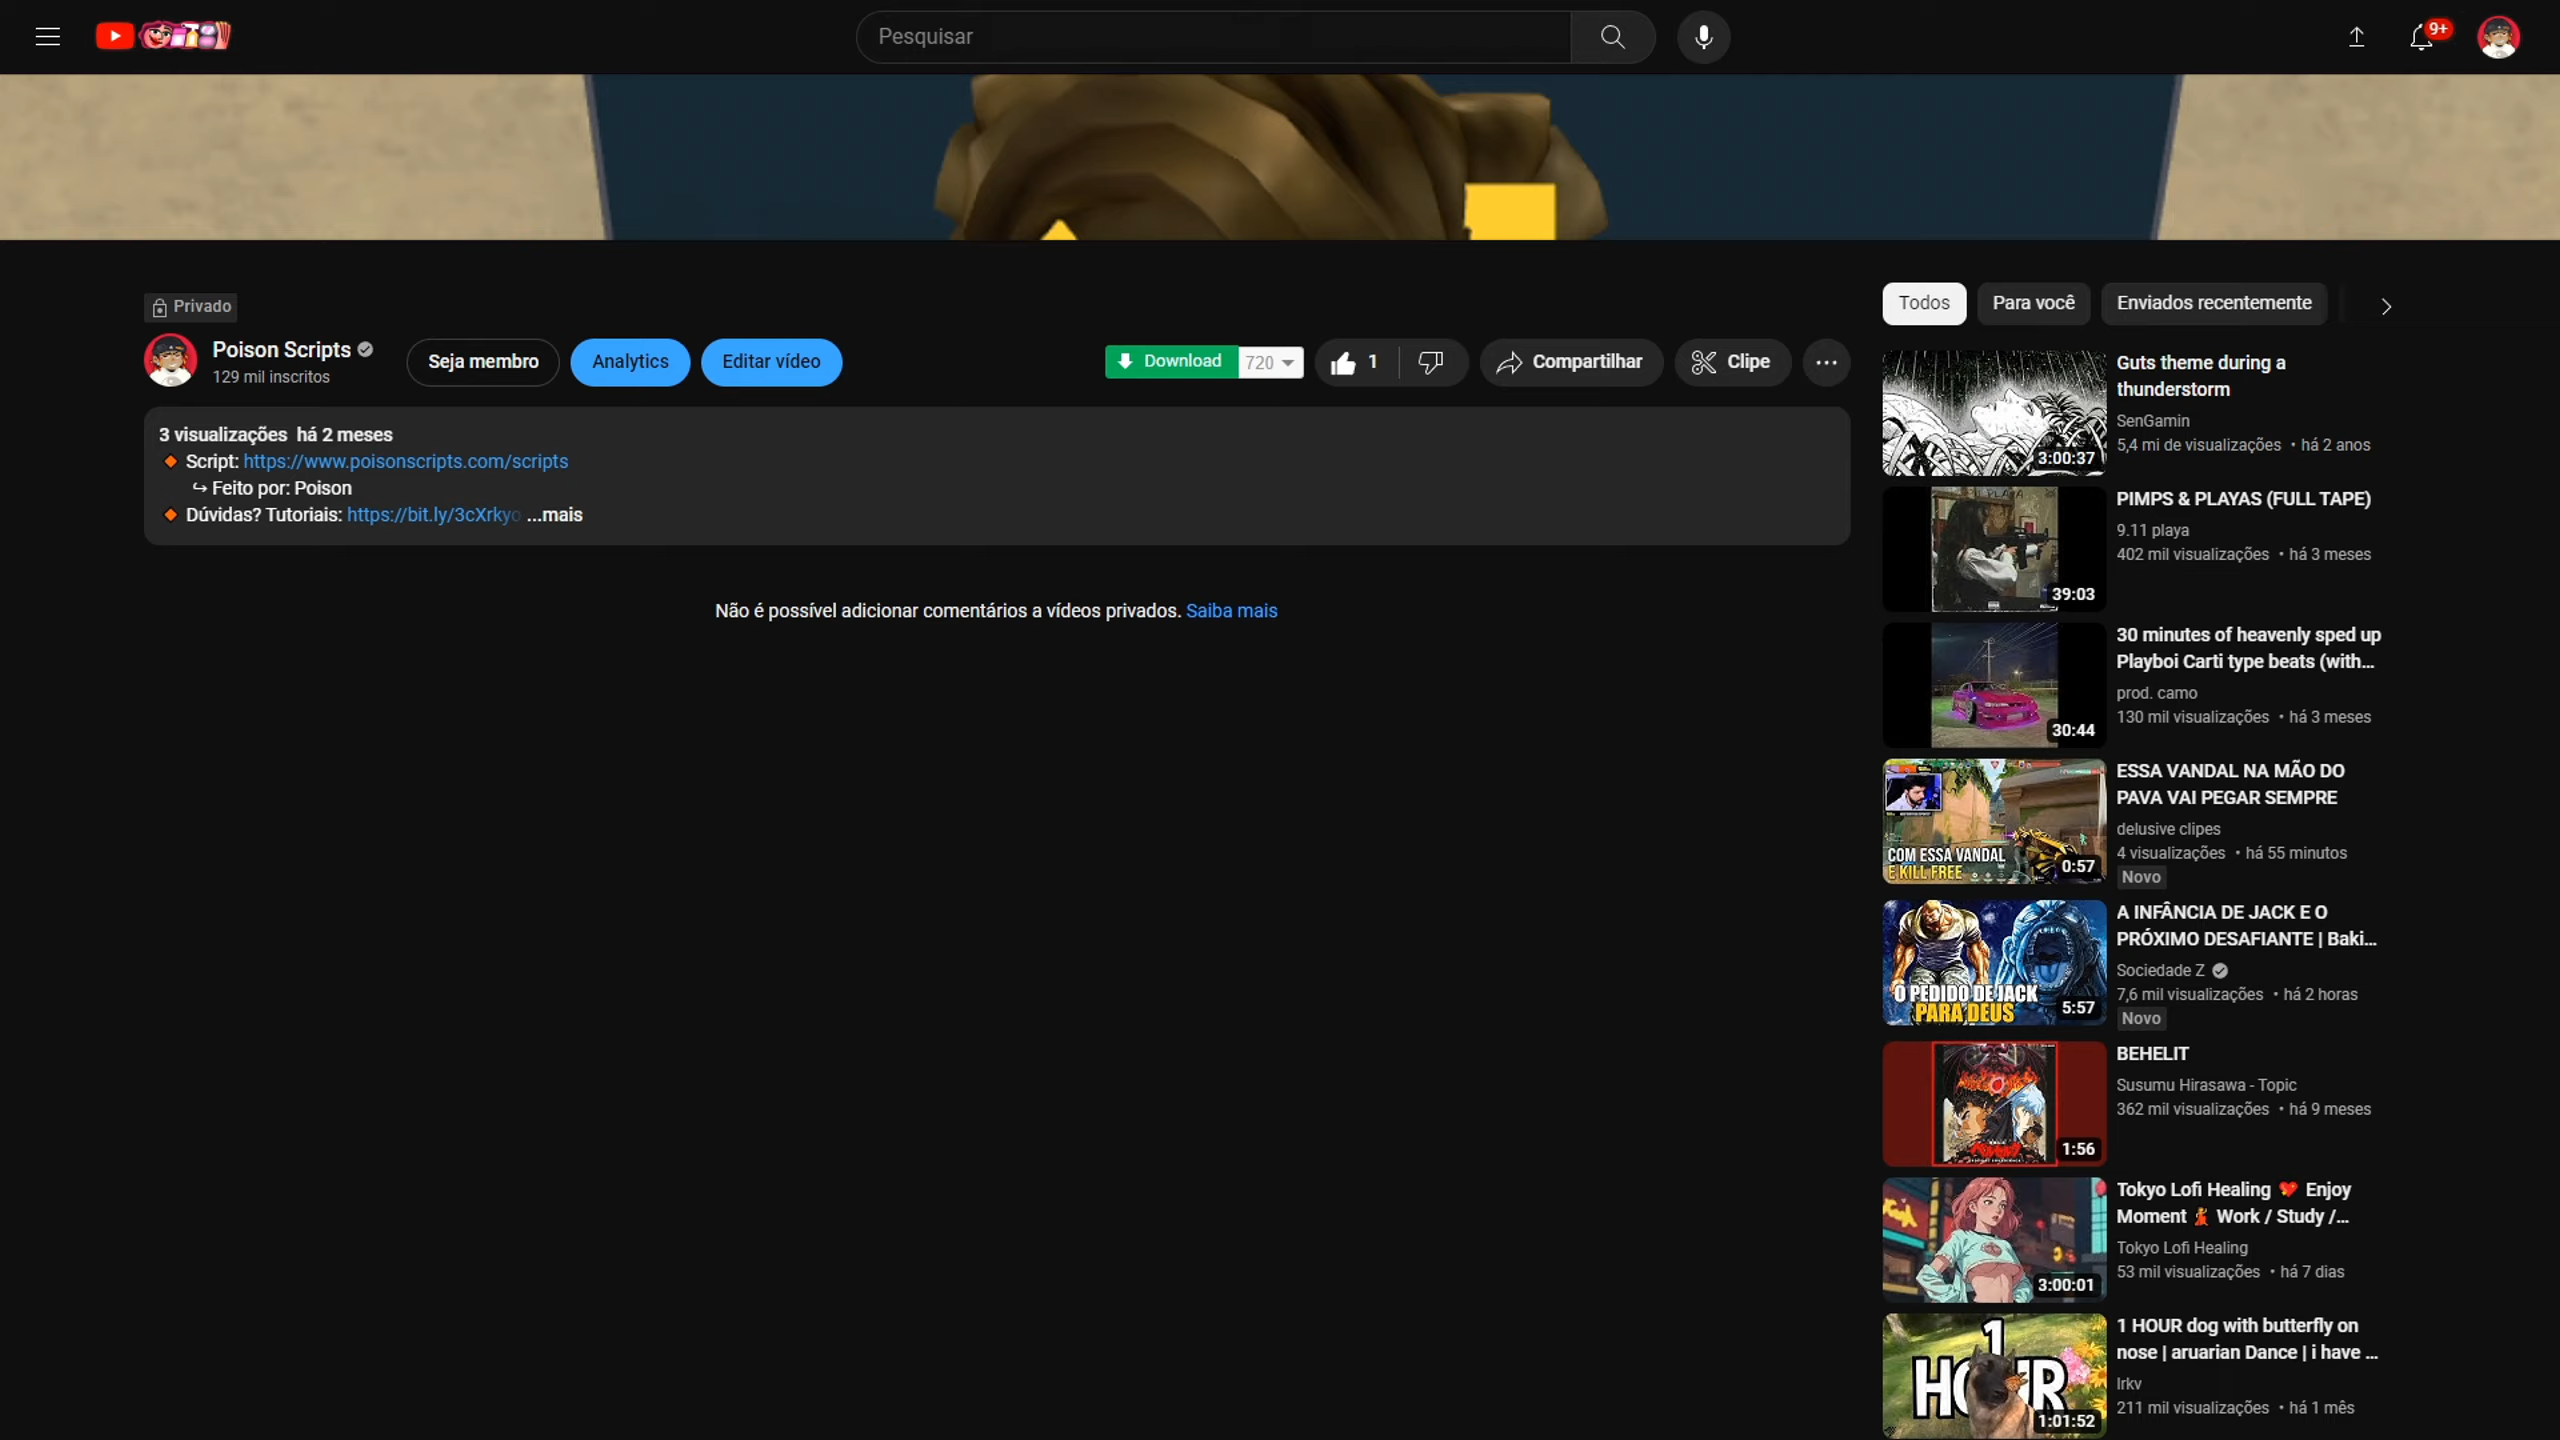 Pesquisar
9+
Privado
Poison Scripts
129 mil inscritos
Seja membro
Analytics
Editar vídeo
Download
720
1
Compartilhar
Clipe
3 visualizações há 2 meses
🔸 Script: https://www.poisonscripts.com/scripts
↪ Feito por: Poison
🔸 Dúvidas? Tutoriais: https://bit.ly/3cXrkyo ...mais
Não é possível adicionar comentários a vídeos privados. Saiba mais
Todos
Para você
Enviados recentemente
3:00:37
Guts theme during a
thunderstorm
SenGamin
5,4 mi de visualizações • há 2 anos
39:03
PIMPS & PLAYAS (FULL TAPE)
9.11 playa
402 mil visualizações • há 3 meses
30:44
30 minutes of heavenly sped up
Playboi Carti type beats (with...
prod. camo
130 mil visualizações • há 3 meses
COM ESSA VANDAL
E KILL FREE
0:57
ESSA VANDAL NA MÃO DO
PAVA VAI PEGAR SEMPRE
delusive clipes
4 visualizações • há 55 minutos
Novo
O PEDIDO DE JACK
PARA DEUS
5:57
A INFÂNCIA DE JACK E O
PRÓXIMO DESAFIANTE | Baki...
Sociedade Z
7,6 mil visualizações • há 2 horas
Novo
1:56
BEHELIT
Susumu Hirasawa - Topic
362 mil visualizações • há 9 meses
3:00:01
Tokyo Lofi Healing 💖 Enjoy
Moment 💃 Work / Study /...
Tokyo Lofi Healing
53 mil visualizações • há 7 dias
1
HOUR
1:01:52
1 HOUR dog with butterfly on
nose | aruarian Dance | i have ...
lrkv
211 mil visualizações • há 1 mês